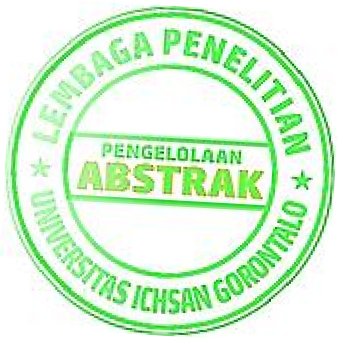 LEMBAGA PENELITIAN
PENGELOLAAN
ABSTRAK
UNIVERSITAS ICHSAN GORONTALO